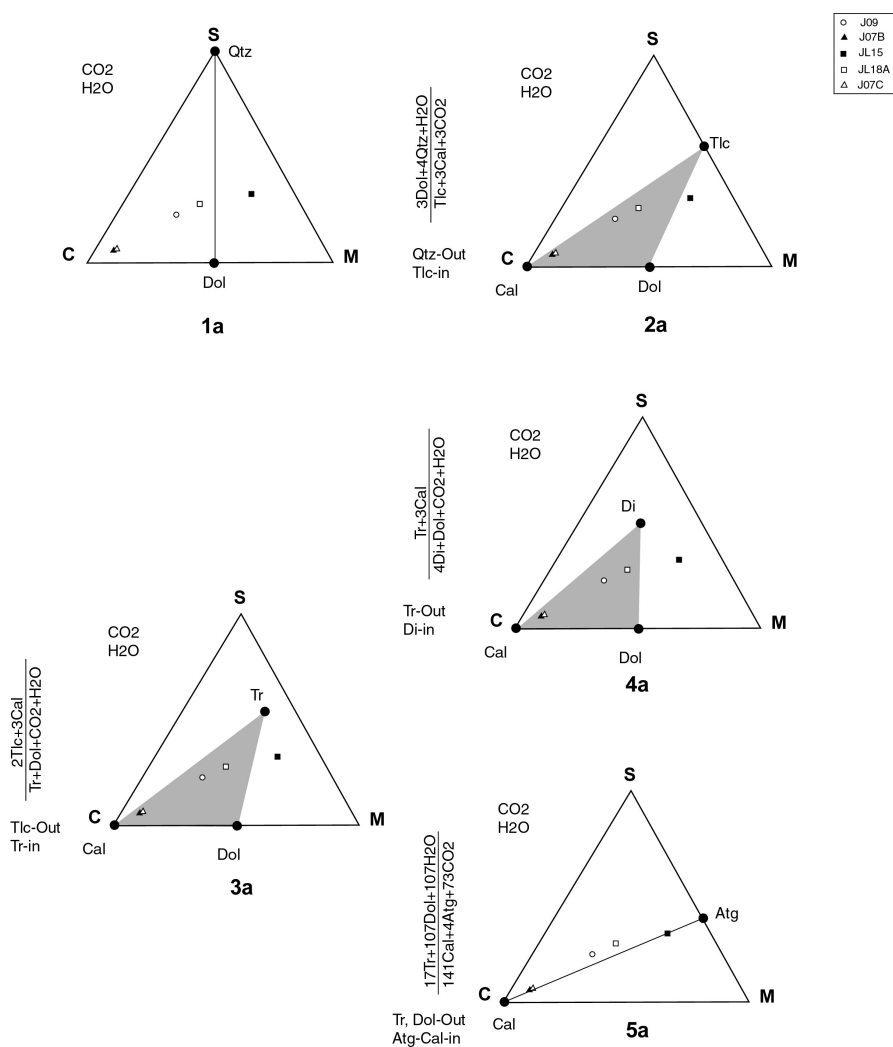 J09
J07B
JL15
JL18A
J07C
CO2
H2O
S
Qtz
C
M
Dol
1a
3Dol+4Qtz+H2O
Tlc+3Cal+3CO2
Qtz-Out
Tlc-in
CO2
H2O
S
Tlc
C
M
Cal
Dol
2a
2Tlc+3Cal
Tr+Dol+CO2+H2O
Tlc-Out
Tr-in
CO2
H2O
S
Tr
C
M
Cal
Dol
3a
Tr+3Cal
4Di+Dol+CO2+H2O
Tr-Out
Di-in
CO2
H2O
S
Di
C
M
Cal
Dol
4a
17Tr+107Dol+107H2O
141Cal+4Atg+73CO2
Tr, Dol-Out
Atg-Cal-in
CO2
H2O
S
Atg
C
M
Cal
5a